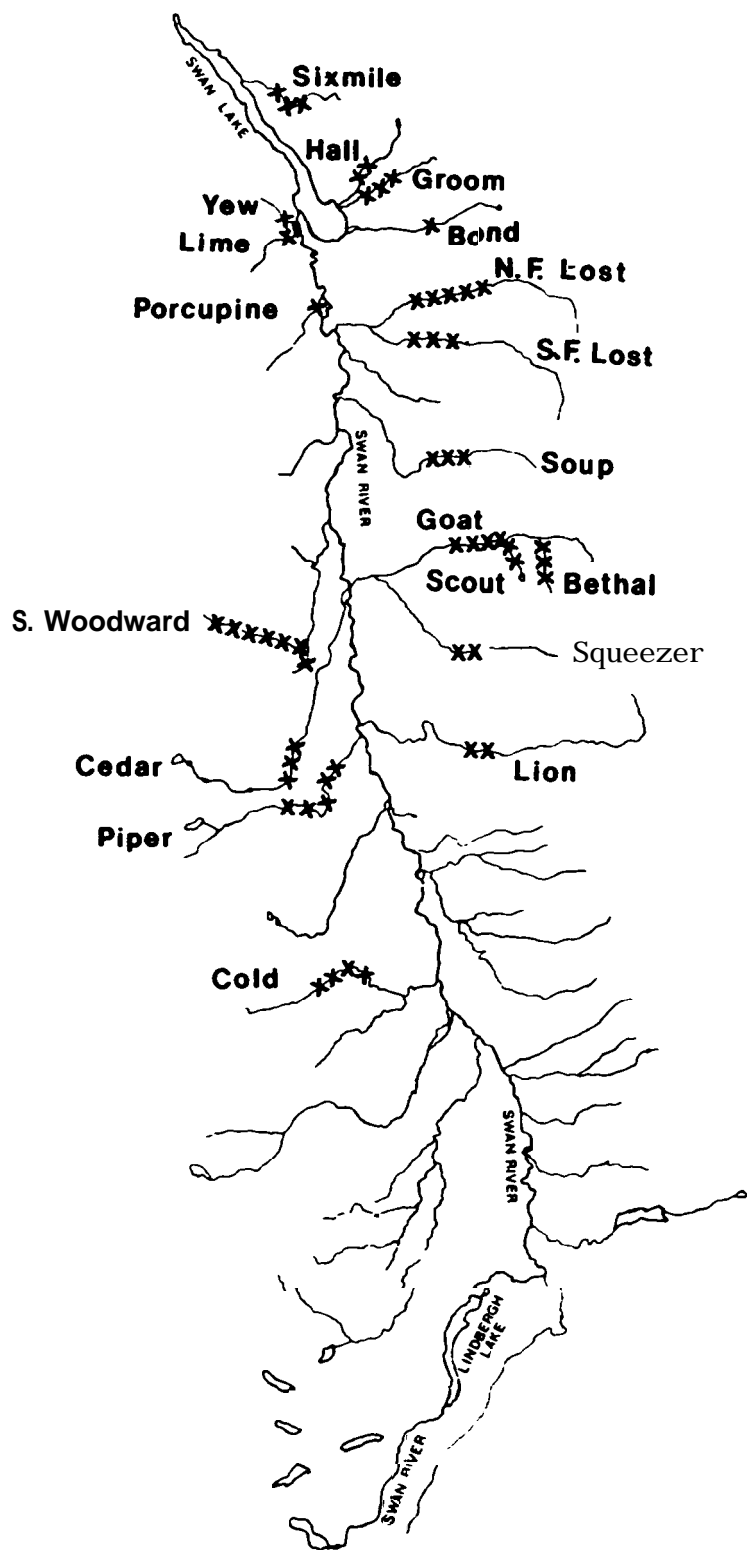 SWAN LAKE
Sixmile
Hall
Groom
Yew
Bond
Lime
N.F. Lost
Porcupine
S.F. Lost
SWAN RIVER
Soup
Goat
Scout
Bethal
S. Woodward
Squeezer
Cedar
Lion
Piper
Cold
SWAN RIVER
LINDBERGH
LAKE
SWAN RIVER